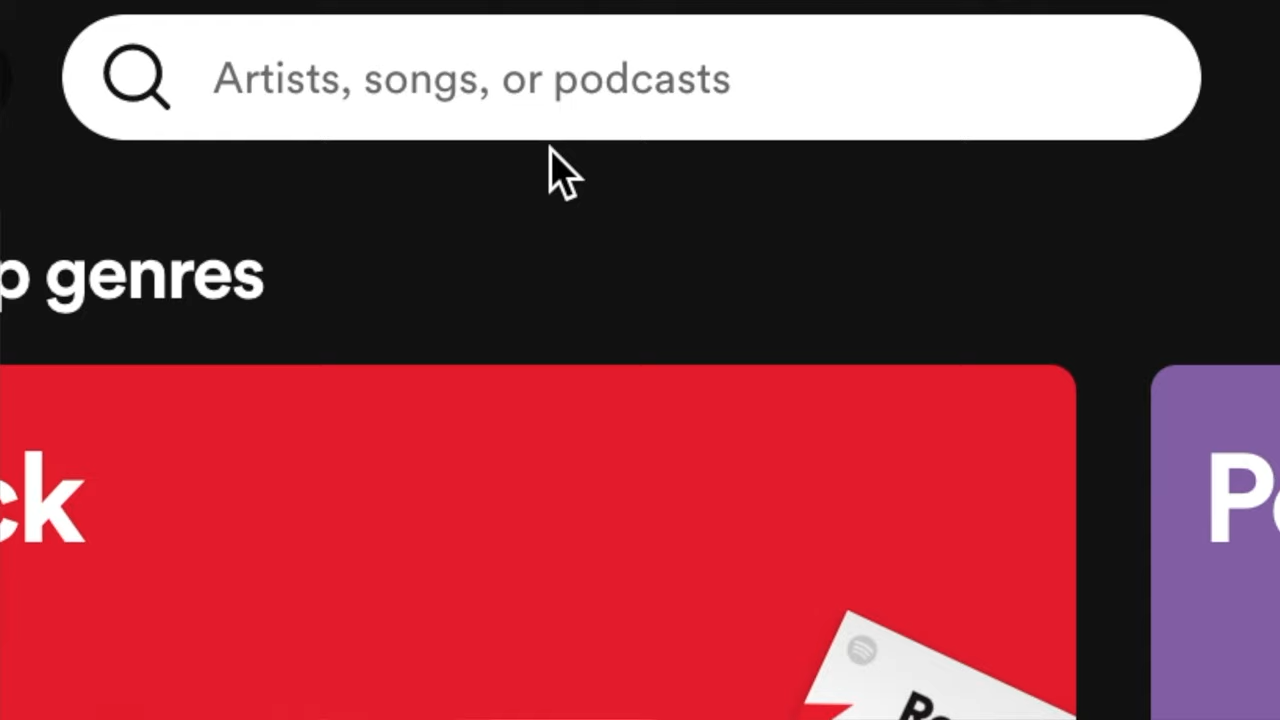 Artists, songs, or podcasts
p genres
ck